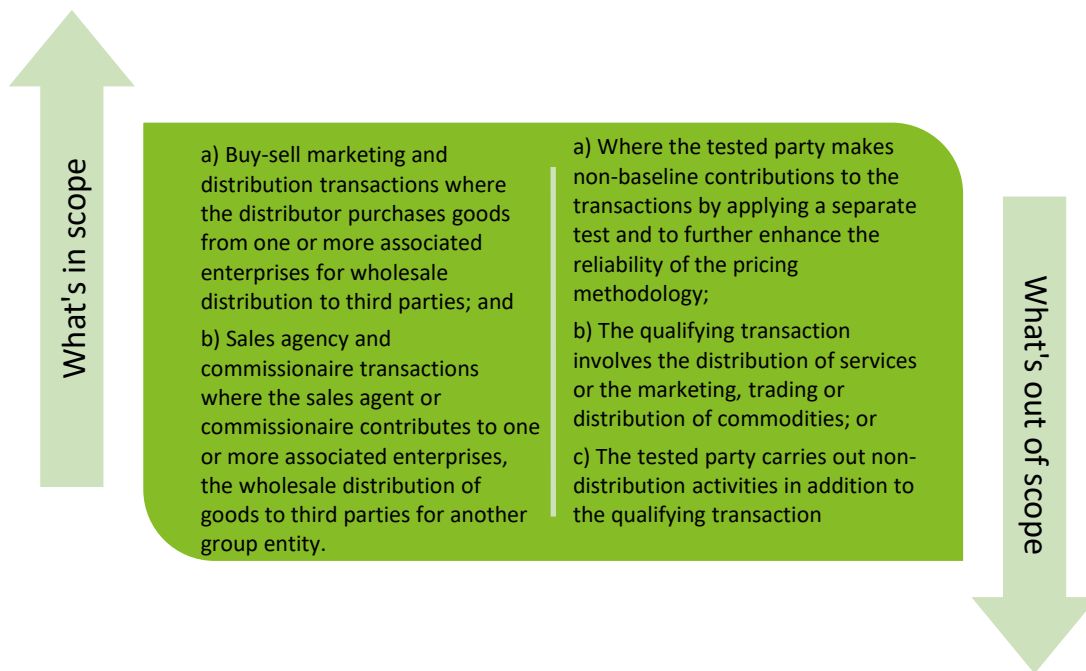 What's in scope
a) Buy-sell marketing and
distribution transactions where
the distributor purchases goods
from one or more associated
enterprises for wholesale
distribution to third parties; and
b) Sales agency and
commissionaire transactions
where the sales agent or
commissionaire contributes to one
or more associated enterprises,
the wholesale distribution of
goods to third parties for another
group entity.
a) Where the tested party makes
non-baseline contributions to the
transactions by applying a separate
test and to further enhance the
reliability of the pricing
methodology;
b) The qualifying transaction
involves the distribution of services
or the marketing, trading or
distribution of commodities; or
c) The tested party carries out non-
distribution activities in addition to
the qualifying transaction
What's out of scope